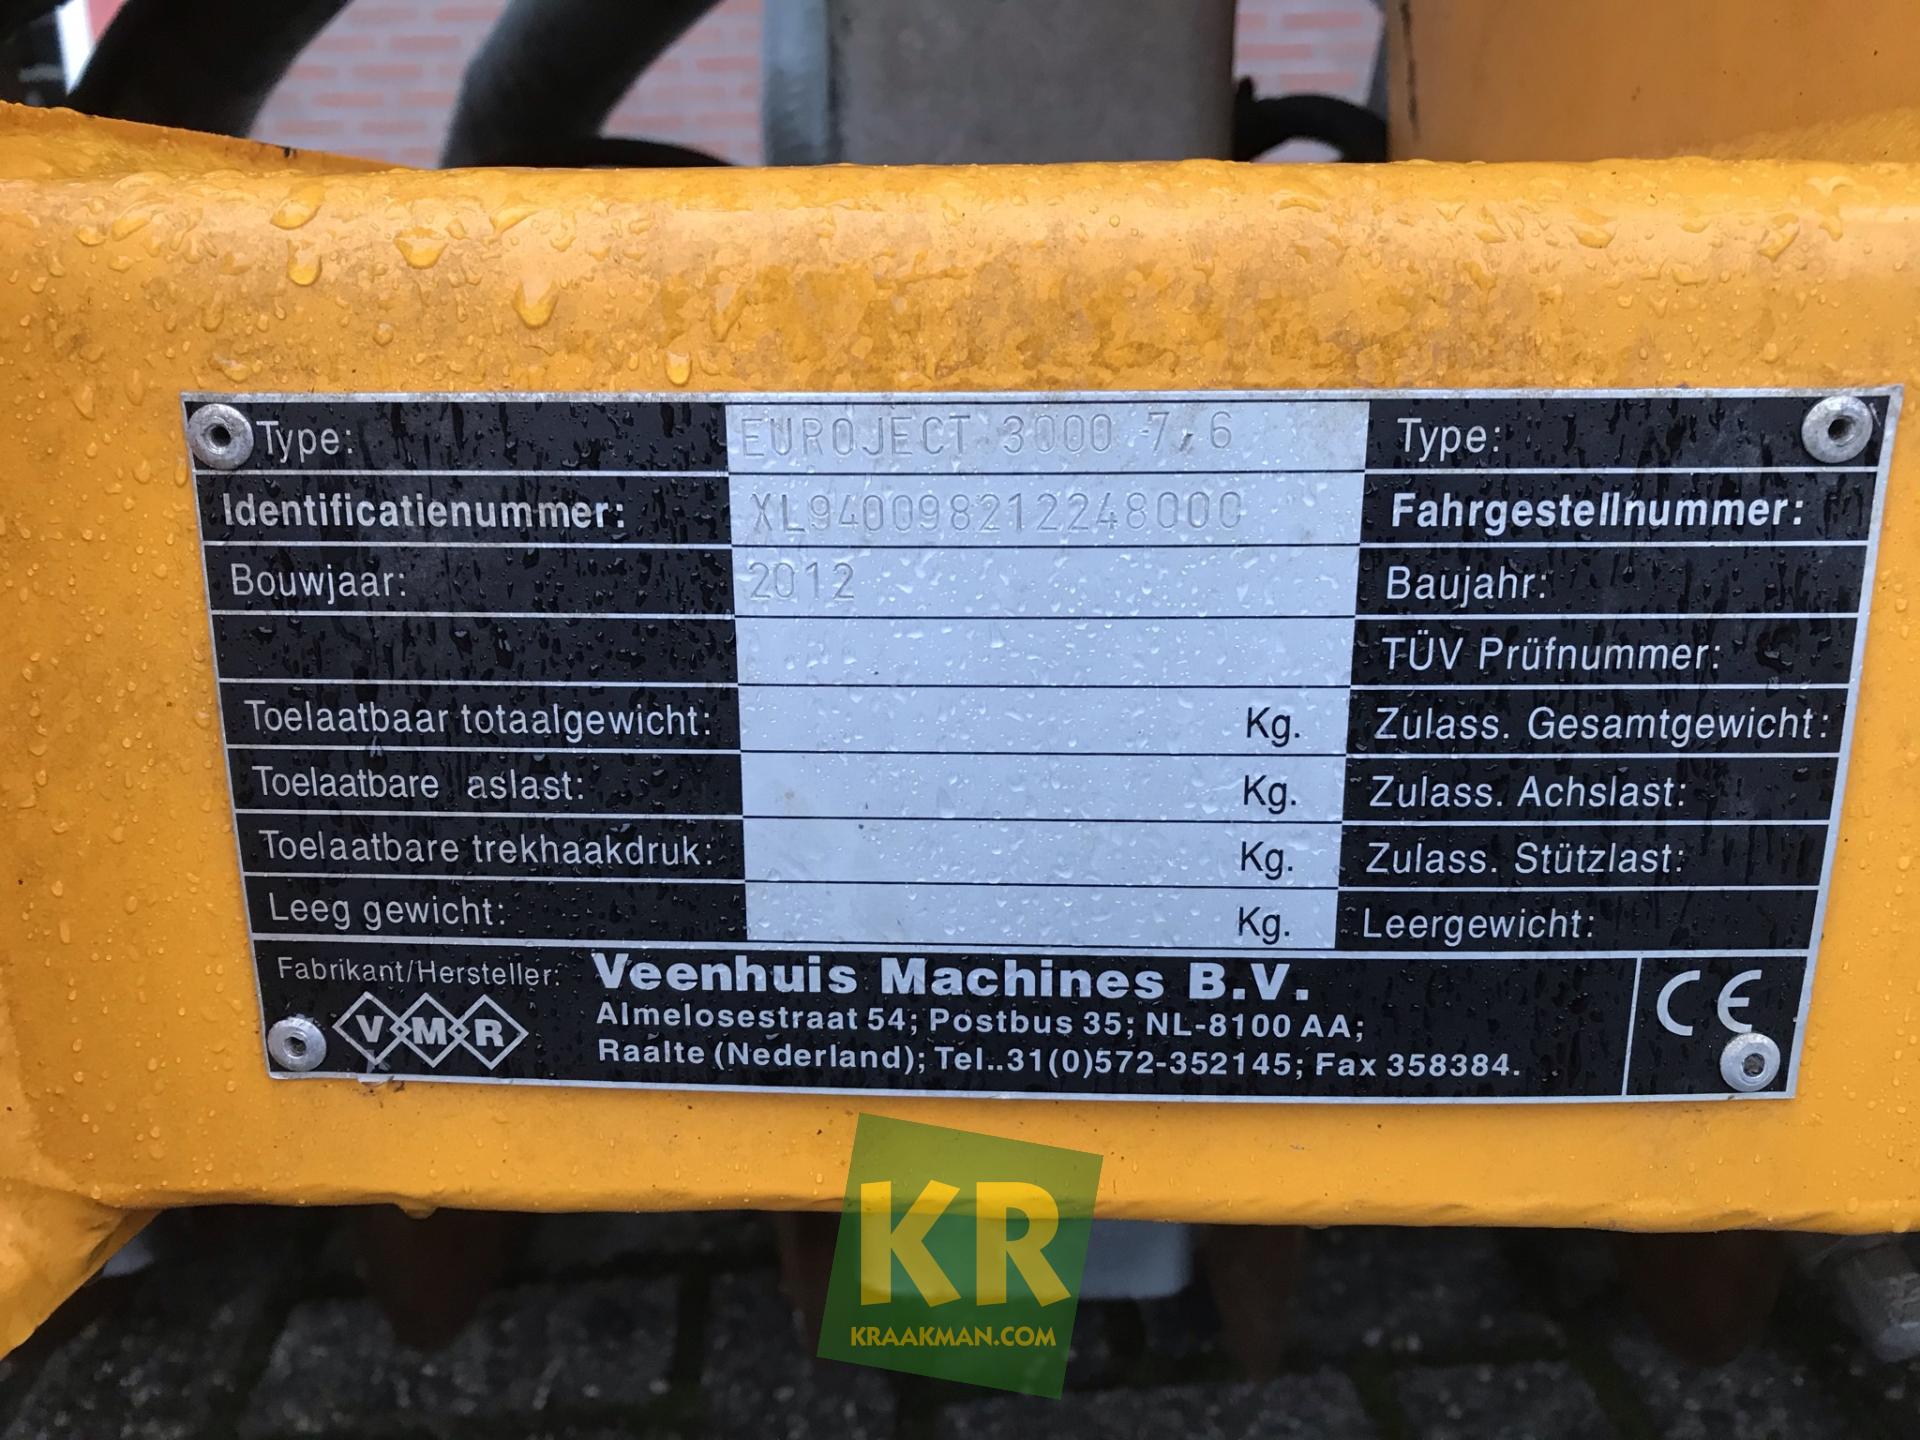 Type: EUROJECT 3000 7,6 Type:
Identificatienummer: XL940098212248000 Fahrgestellnummer:
Bouwjaar: 2012 Baujahr:
TÜV Prüfnummer:
Toelaatbaar totaalgewicht: Kg. Zulass. Gesamtgewicht:
Toelaatbare aslast: Kg. Zulass. Achslast:
Toelaatbare trekhaakdruk: Kg. Zulass. Stützlast:
Leeg gewicht: Kg. Leergewicht:
Fabrikant/Hersteller: Veenhuis Machines B.V.
VMR Almelosestraat 54; Postbus 35; NL-8100 AA; CE
Raalte (Nederland); Tel..31(0)572-352145; Fax 358384.
KR
KRAAKMAN.COM